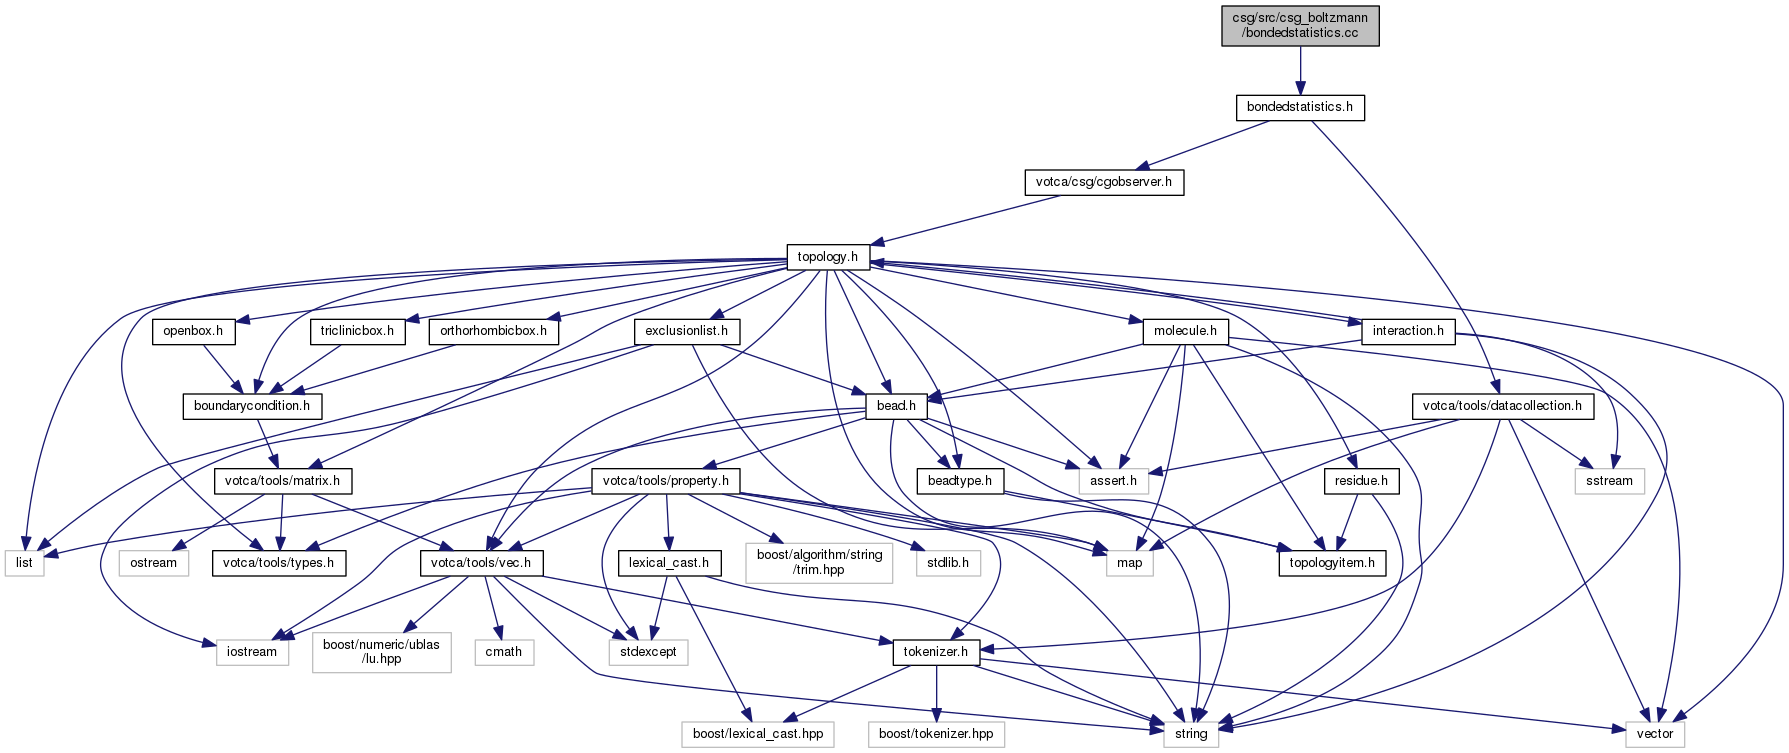 csg/src/csg_boltzmann
/bondedstatistics.cc
bondedstatistics.h
votca/csg/cgobserver.h
topology.h
openbox.h
triclinicbox.h
orthorhombicbox.h
exclusionlist.h
molecule.h
interaction.h
boundarycondition.h
bead.h
votca/tools/datacollection.h
votca/tools/matrix.h
votca/tools/property.h
beadtype.h
assert.h
residue.h
sstream
list
ostream
votca/tools/types.h
votca/tools/vec.h
lexical_cast.h
boost/algorithm/string
/trim.hpp
stdlib.h
map
topologyitem.h
iostream
boost/numeric/ublas
/lu.hpp
cmath
stdexcept
tokenizer.h
boost/lexical_cast.hpp
boost/tokenizer.hpp
string
vector